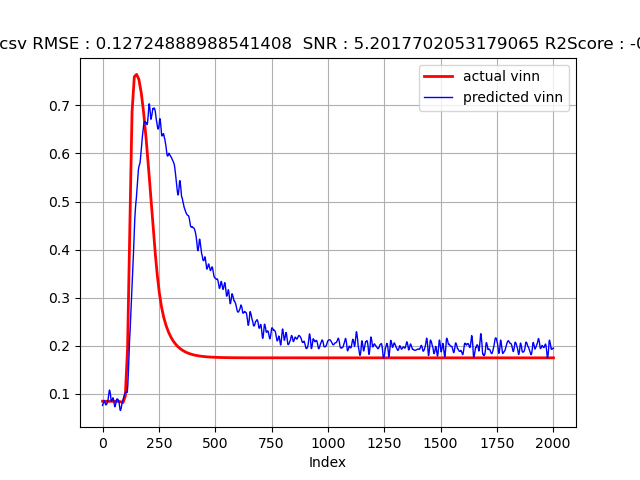 csv RMSE : 0.12724888988541408  SNR : 5.2017702053179065 R2Score : -0
actual vinn
predicted vinn
0.7
0.6
0.5
0.4
0.3
0.2
0.1
0 250 500 750 1000 1250 1500 1750 2000
Index